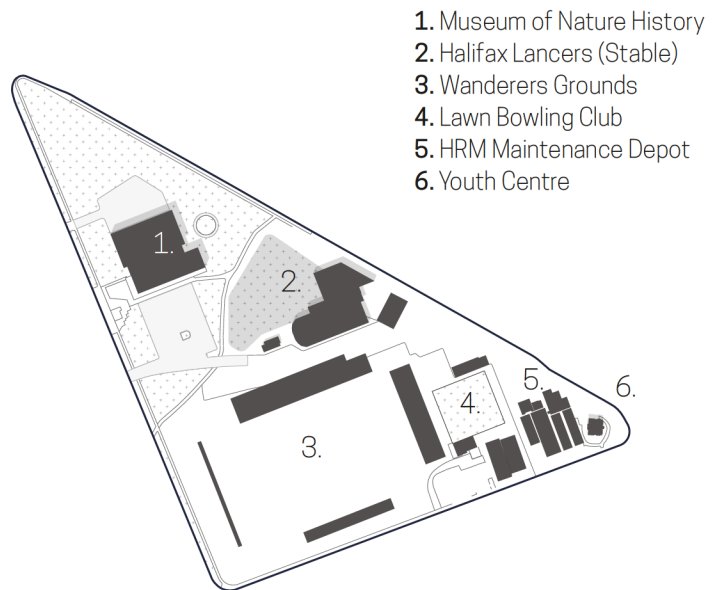 1. Museum of Nature History
2. Halifax Lancers (Stable)
3. Wanderers Grounds
4. Lawn Bowling Club
5. HRM Maintenance Depot
6. Youth Centre
1.
2.
3.
4.
5.
6.